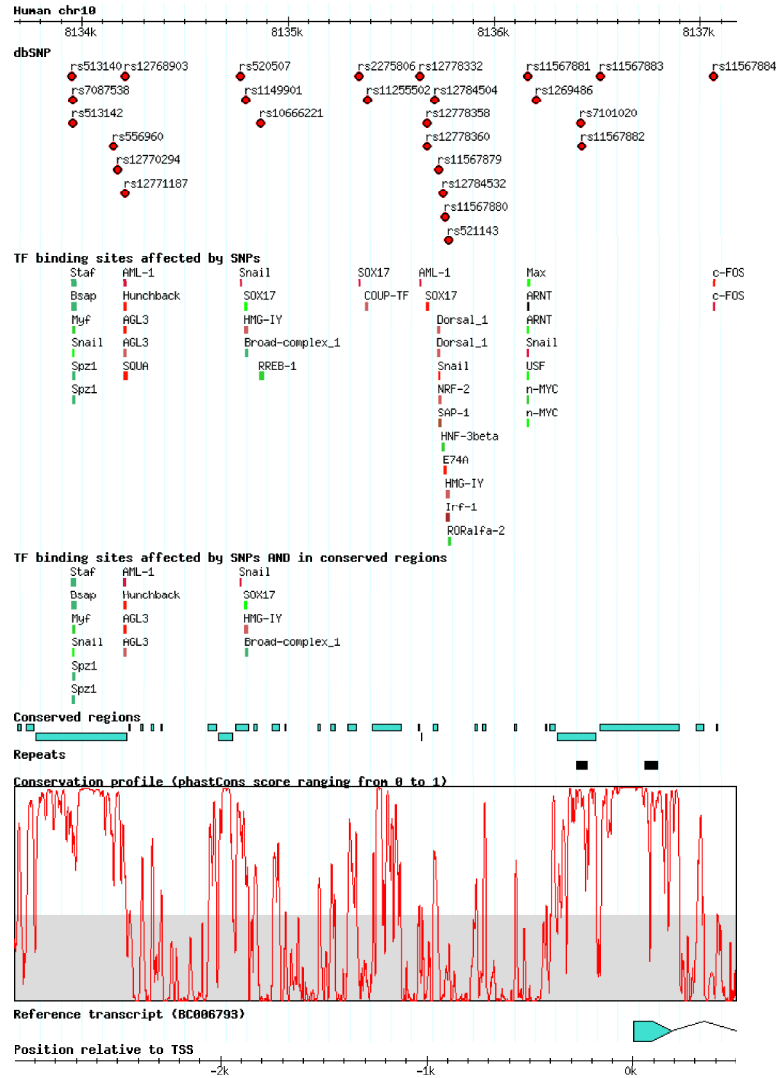 Human chr10
8134k 8135k 8136k 8137k
dbSNP
rs513140 rs12768903 rs520507 rs2275806 rs12778332 rs11567881 rs11567883 rs11567884
rs7087538 rs1149901 rs11255502 rs12784504 rs1269486
rs513142 rs10666221 rs12778358 rs7101020
rs556960 rs12778360 rs11567882
rs12770294 rs11567879
rs12771187 rs12784532
rs11567880
rs521143
TF binding sites affected by SNPs
Staf AML-1 Snail SOX17 AML-1 Max c-FOS
Bsap Hunchback SOX17 COUP-TF SOX17 ARNT c-FOS
Myf AGL3 HMG-IY Dorsal_1 ARNT
Snail AGL3 Broad-complex_1 Dorsal_1 Snail
Spz1 SQUA RREB-1 Snail USF
Spz1 NRF-2 n-MYC
SAP-1 n-MYC
HNF-3beta
E74A
HMG-IY
Irf-1
RORalfa-2
TF binding sites affected by SNPs AND in conserved regions
Staf AML-1 Snail
Bsap Hunchback SOX17
Myf AGL3 HMG-IY
Snail AGL3 Broad-complex_1
Spz1
Spz1
Conserved regions
Repeats
Conservation profile (phastCons score ranging from 0 to 1)
Reference transcript (BC006793)
Position relative to TSS
-2k -1k 0k